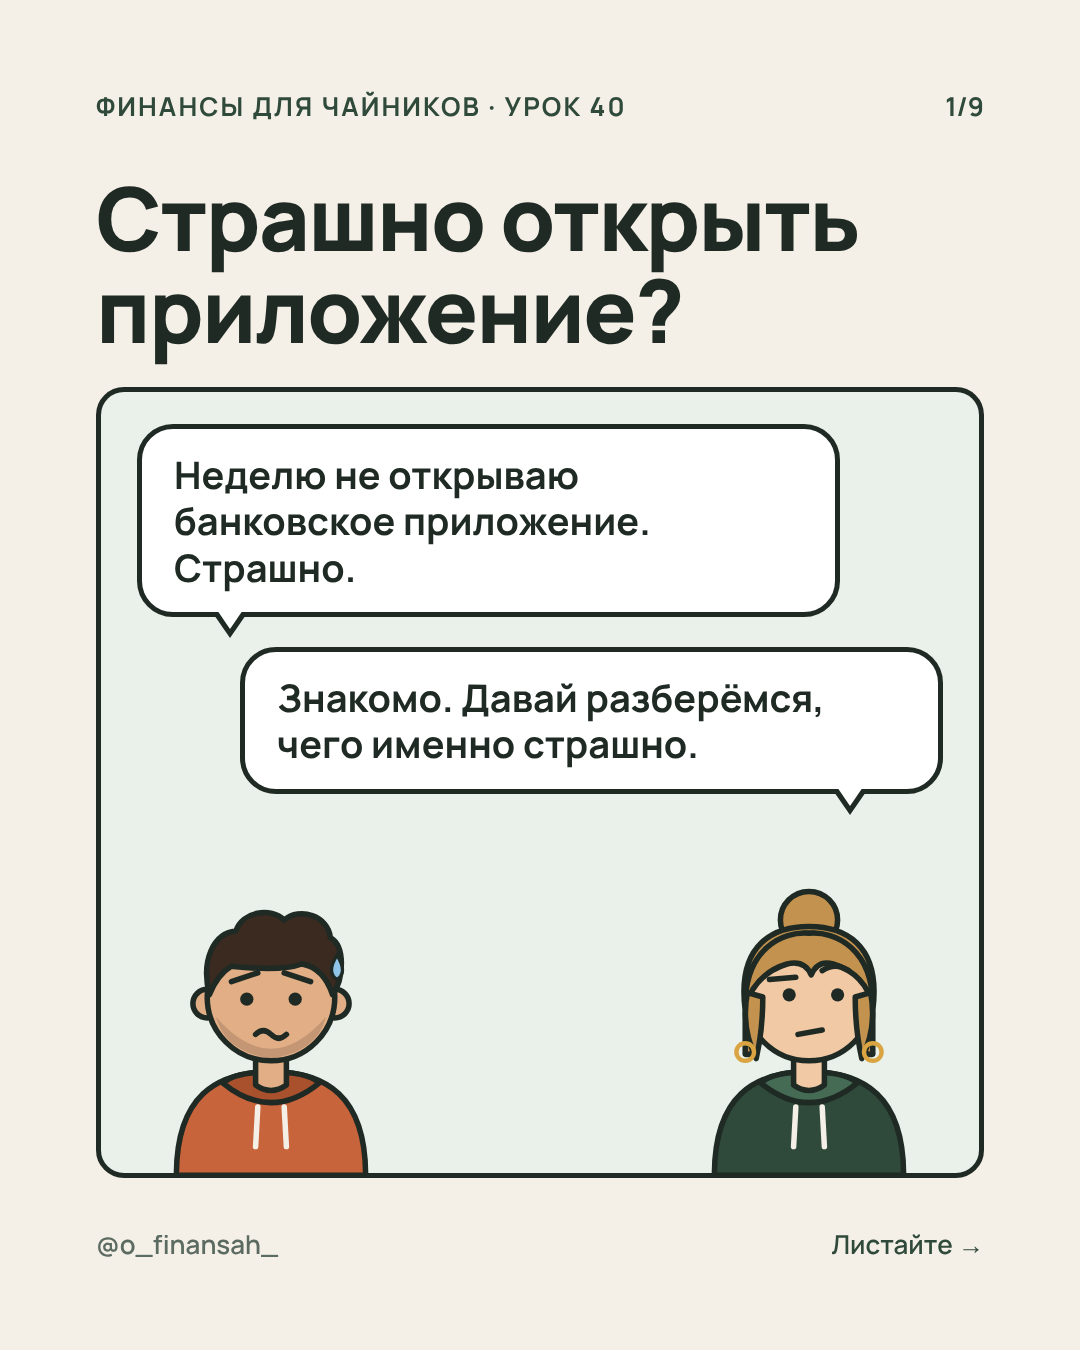 ФИНАНСЫ ДЛЯ ЧАЙНИКОВ · УРОК 40
1/9
Страшно открыть
приложение?
Неделю не открываю
банковское приложение.
Страшно.
Знакомо. Давай разберёмся,
чего именно страшно.
@o_finansah_
Листайте →